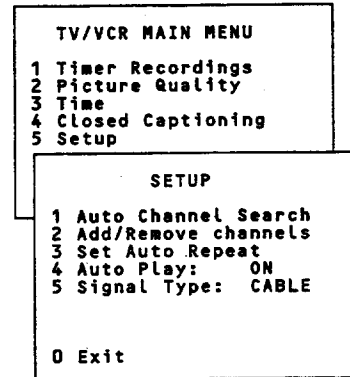 TV/VCR MAIN MENU
1 Timer Recordings
2 Picture Quality
3 Time
4 Closed Captioning
5 Setup
SETUP
1 Auto Channel Search
2 Add/Remove channels
3 Set Auto Repeat
4 Auto Play: ON
5 Signal Type: CABLE
0 Exit